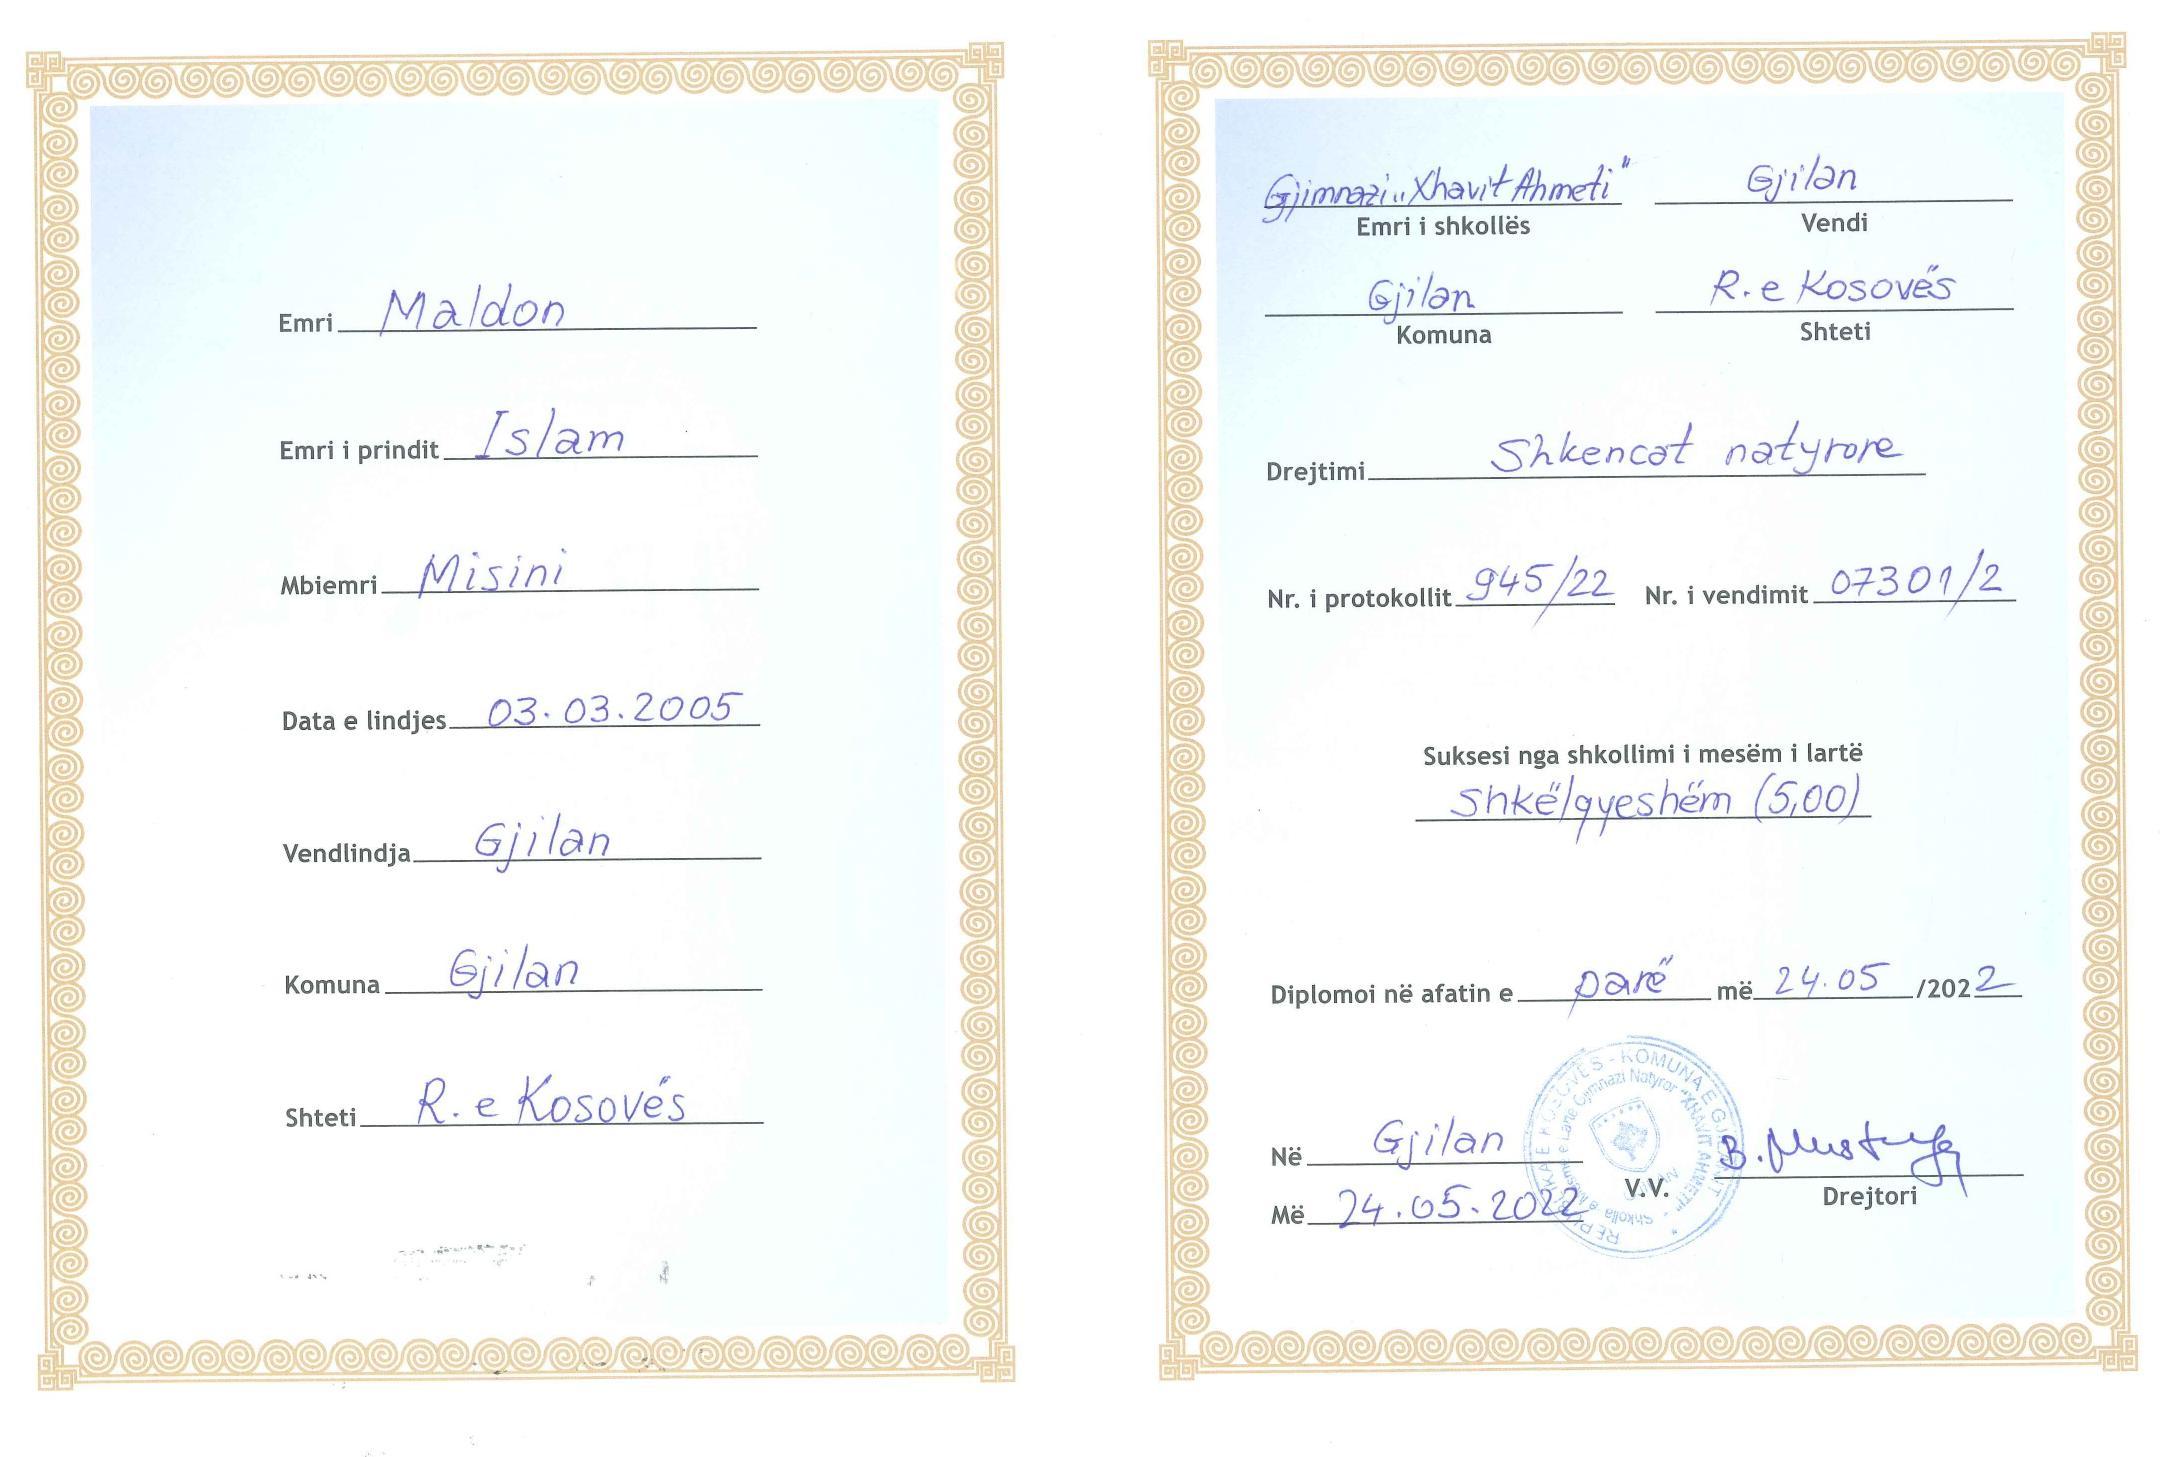 Emri Maldon
Emri i prindit Islam
Mbiemri Misini
Data e lindjes 03.03.2005
Vendlindja Gjilan
Komuna Gjilan
Shteti R. e Kosovës
Gjimnazi „Xhavit Ahmeti" Gjilan
Emri i shkollës Vendi
Gjilan R. e Kosovës
Komuna Shteti
Drejtimi Shkencat natyrore
Nr. i protokollit 945/22 Nr. i vendimit 07301/2
Suksesi nga shkollimi i mesëm i lartë
Shkëlqyeshëm (5,00)
Diplomoi në afatin e parë më 24.05 /2022
REPUBLIKA E KOSOVËS - KOMUNA E GJILANIT
Shkolla e Mesme e Lartë Gjimnazi Natyror "XHAVIT AHMETI" -
GJILAN
Në Gjilan
V.V.
B. Mustafa
Drejtori
Më 24.05.2022